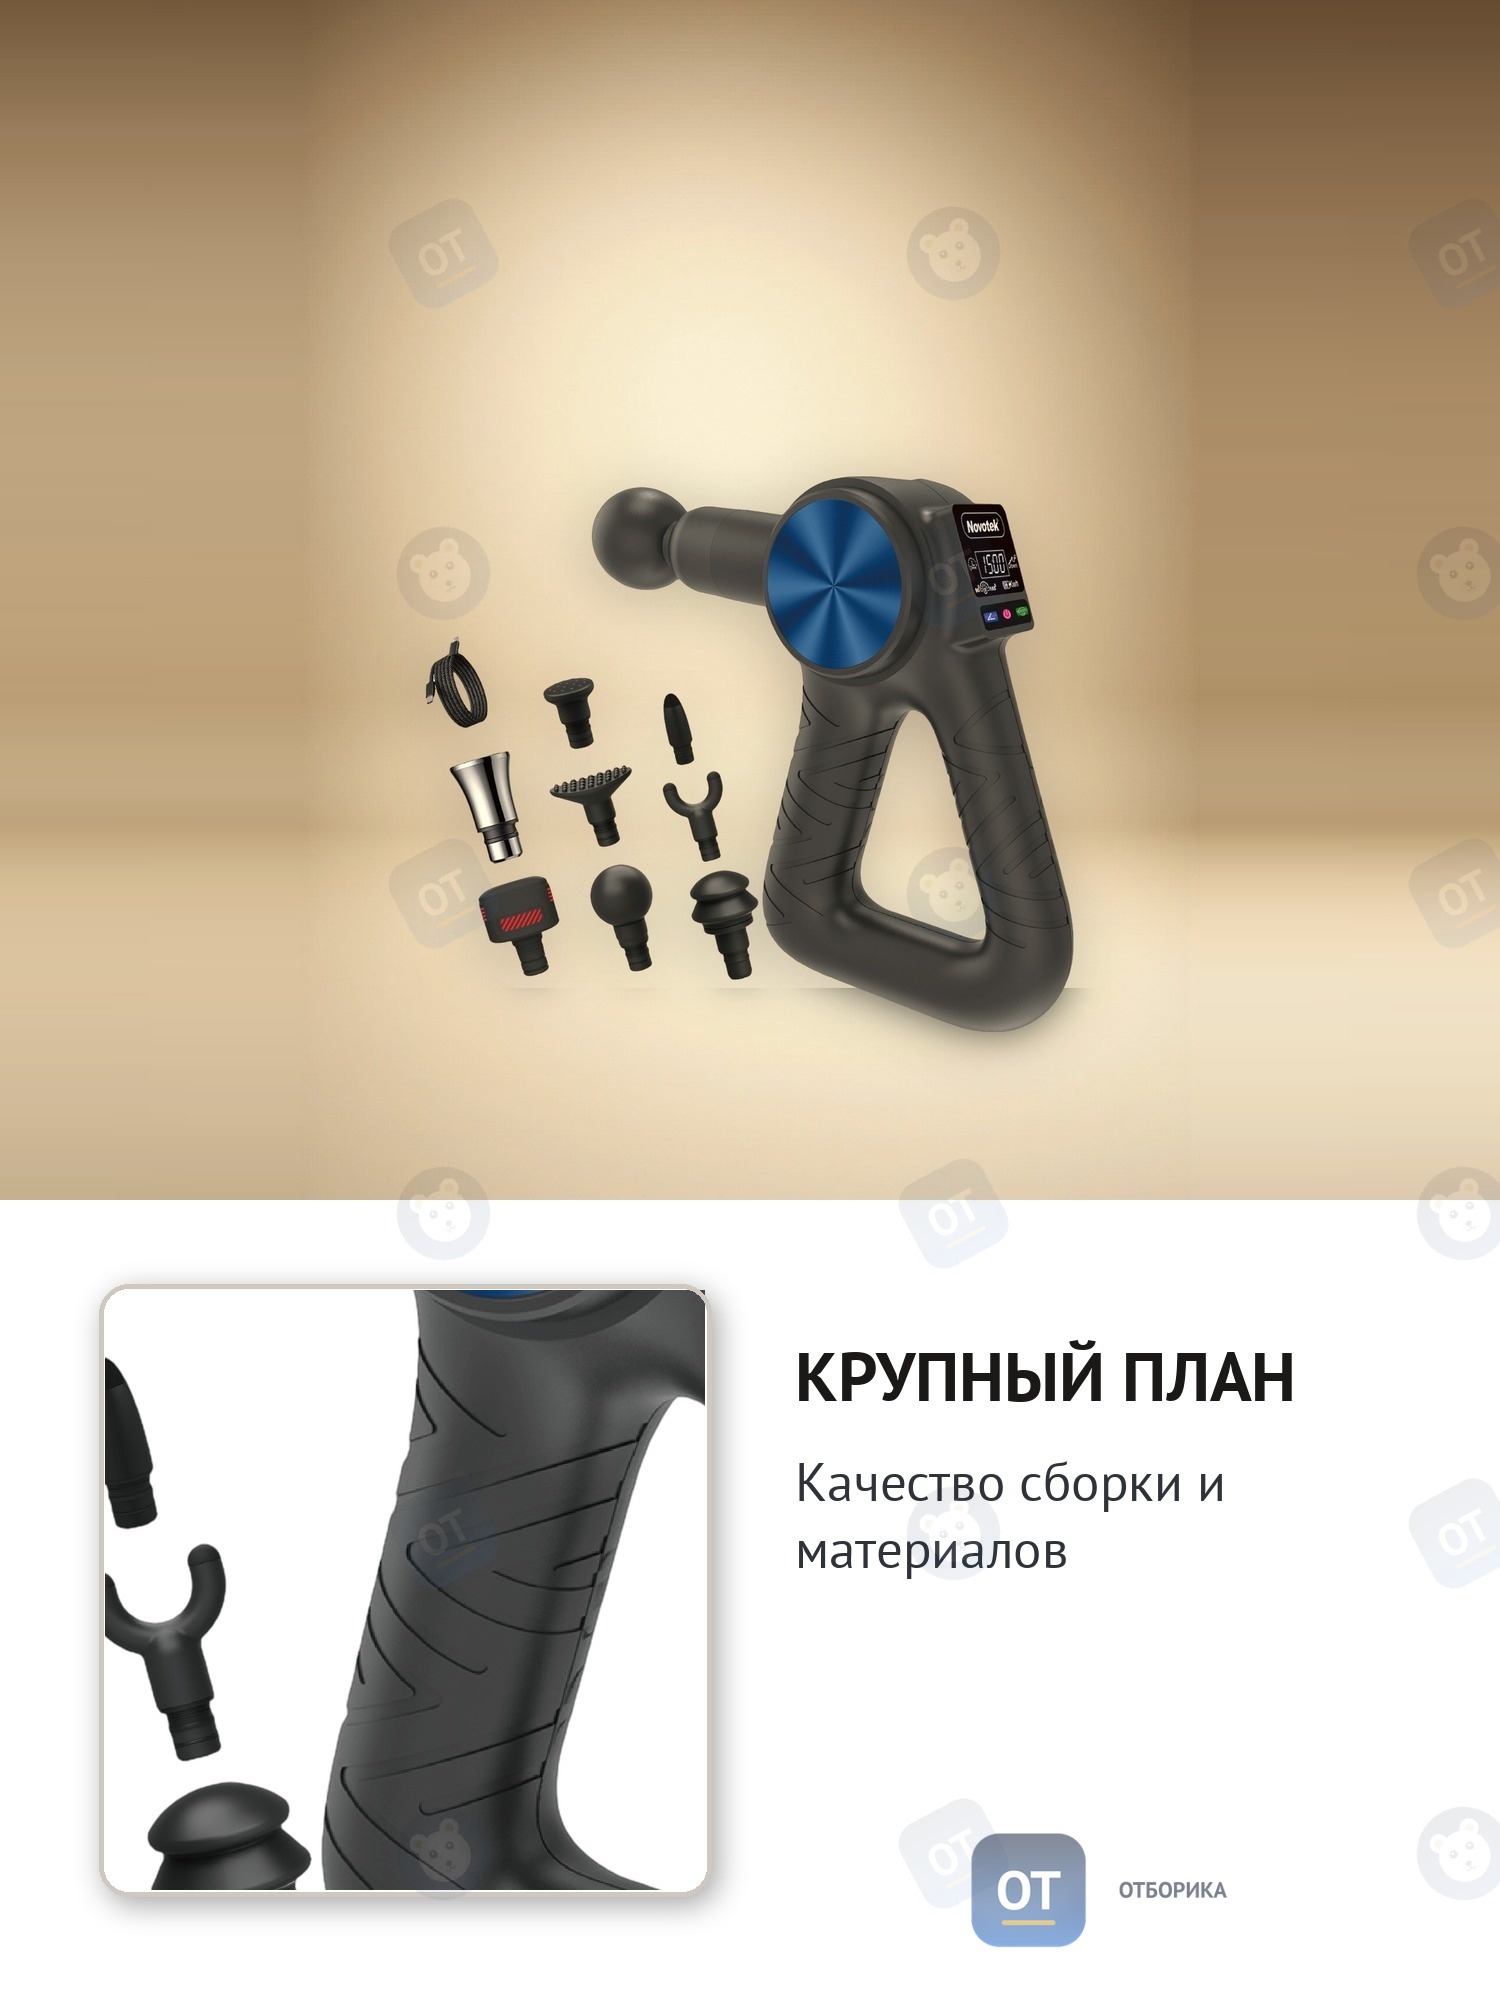 Novotek
1500
КРУПНЫЙ ПЛАН
Качество сборки и
материалов
ОТ
ОТБОРИКА